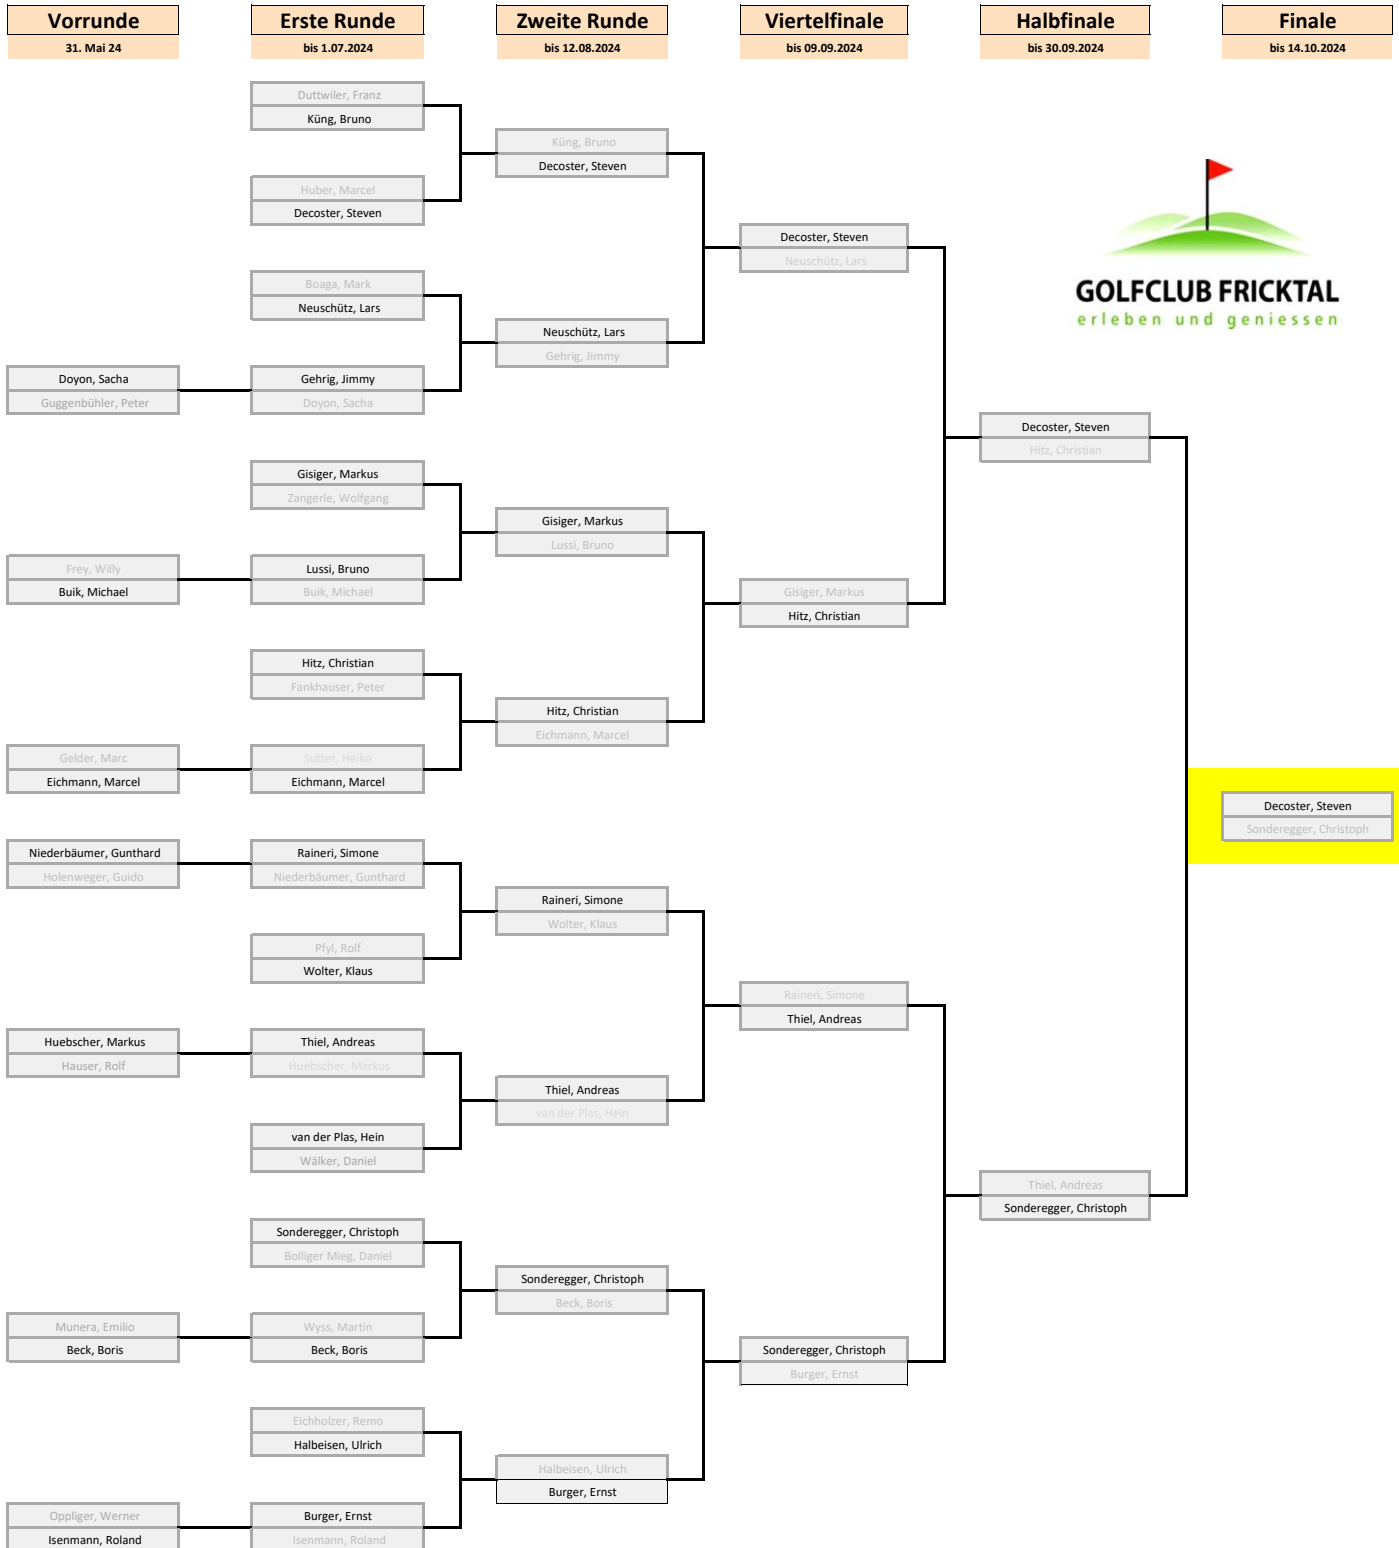 Vorrunde
31. Mai 24
Erste Runde
bis 1.07.2024
Zweite Runde
bis 12.08.2024
Viertelfinale
bis 09.09.2024
Halbfinale
bis 30.09.2024
Finale
bis 14.10.2024
GOLFCLUB FRICKTAL
erleben und geniessen
Doyon, Sacha
Guggenbühler, Peter
Frey, Willy
Buik, Michael
Gelder, Marc
Eichmann, Marcel
Niederbäumer, Gunthard
Holenweger, Guido
Huebscher, Markus
Hauser, Rolf
Munera, Emilio
Beck, Boris
Oppliger, Werner
Isenmann, Roland
Duttwiler, Franz
Küng, Bruno
Huber, Marcel
Decoster, Steven
Boaga, Mark
Neuschütz, Lars
Gehrig, Jimmy
Doyon, Sacha
Gisiger, Markus
Zangerle, Wolfgang
Lussi, Bruno
Buik, Michael
Hitz, Christian
Fankhauser, Peter
Sutter, Heiko
Eichmann, Marcel
Raineri, Simone
Niederbäumer, Gunthard
Pfyl, Rolf
Wolter, Klaus
Thiel, Andreas
Huebscher, Markus
van der Plas, Hein
Wälker, Daniel
Sonderegger, Christoph
Bolliger Mieg, Daniel
Wyss, Martin
Beck, Boris
Eichholzer, Remo
Halbeisen, Ulrich
Burger, Ernst
Isenmann, Roland
Küng, Bruno
Decoster, Steven
Neuschütz, Lars
Gehrig, Jimmy
Gisiger, Markus
Lussi, Bruno
Hitz, Christian
Eichmann, Marcel
Raineri, Simone
Wolter, Klaus
Thiel, Andreas
van der Plas, Hein
Sonderegger, Christoph
Beck, Boris
Halbeisen, Ulrich
Burger, Ernst
Decoster, Steven
Neuschütz, Lars
Gisiger, Markus
Hitz, Christian
Raineri, Simone
Thiel, Andreas
Sonderegger, Christoph
Burger, Ernst
Decoster, Steven
Hitz, Christian
Thiel, Andreas
Sonderegger, Christoph
Decoster, Steven
Sonderegger, Christoph